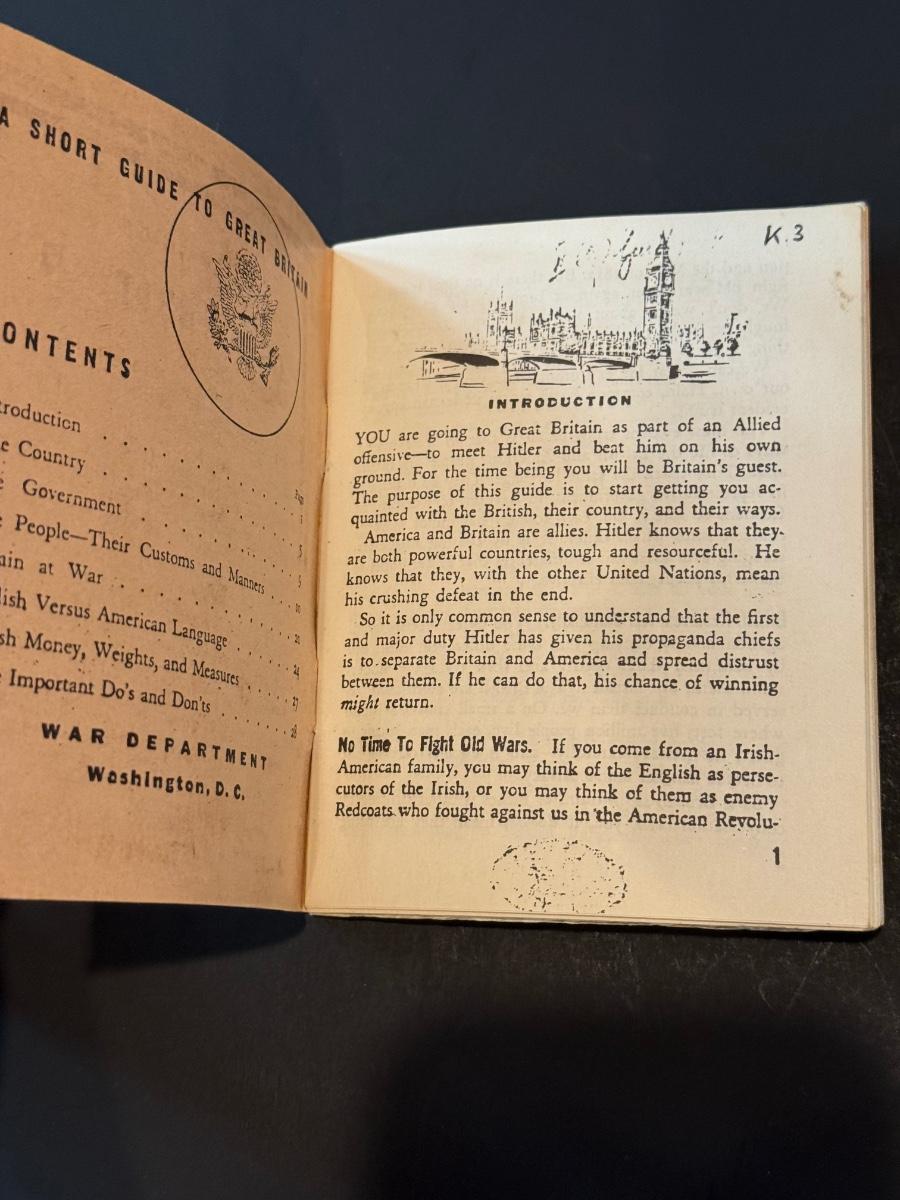 A SHORT GUIDE TO GREAT BRITAIN
ONTENTS
troduction
e Country
Government
People—Their Customs and Manners
ain at War
lish Versus American Language
sh Money, Weights, and Measures
Important Do's and Don'ts
WAR DEPARTMENT
Washington, D. C.
K.3
INTRODUCTION
YOU are going to Great Britain as part of an Allied
offensive—to meet Hitler and beat him on his own
ground. For the time being you will be Britain's guest.
The purpose of this guide is to start getting you ac-
quainted with the British, their country, and their ways.
America and Britain are allies. Hitler knows that they
are both powerful countries, tough and resourceful. He
knows that they, with the other United Nations, mean
his crushing defeat in the end.
So it is only common sense to understand that the first
and major duty Hitler has given his propaganda chiefs
is to separate Britain and America and spread distrust
between them. If he can do that, his chance of winning
might return.
No Time To Fight Old Wars. If you come from an Irish-
American family, you may think of the English as perse-
cutors of the Irish, or you may think of them as enemy
Redcoats who fought against us in the American Revolu-
1